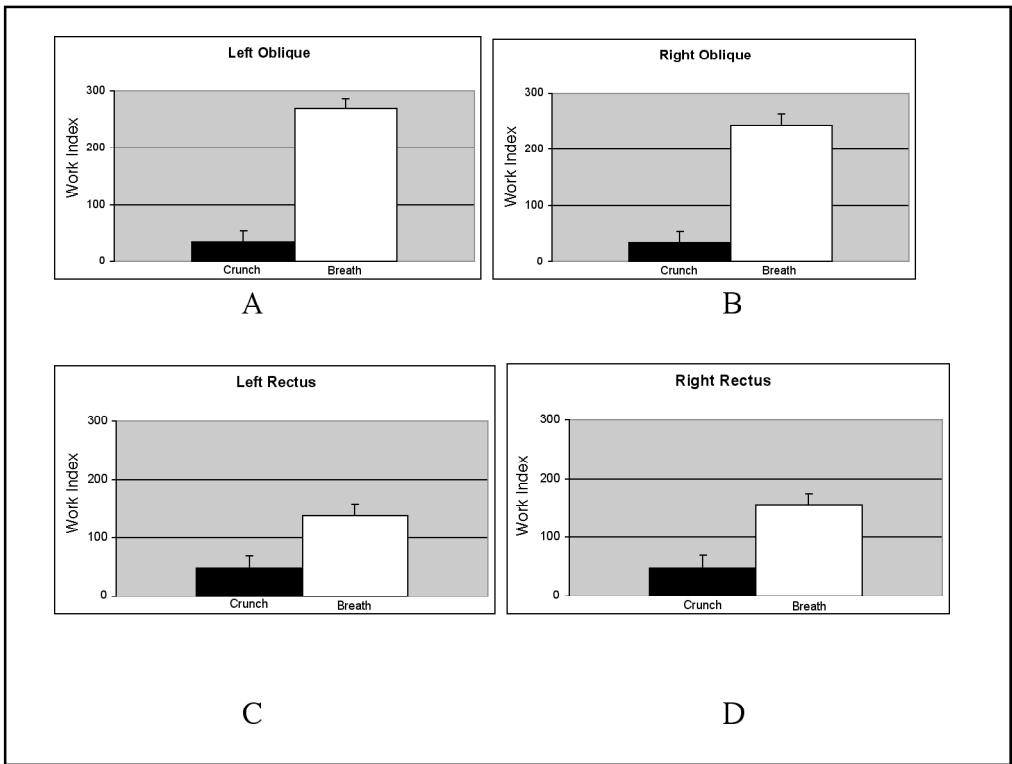 Left Oblique
300
200
100
0
Work Index
Crunch Breath
A
Right Oblique
300
200
100
0
Work Index
Crunch Breath
B
Left Rectus
300
200
100
0
Work Index
Crunch Breath
C
Right Rectus
300
200
100
0
Work Index
Crunch Breath
D